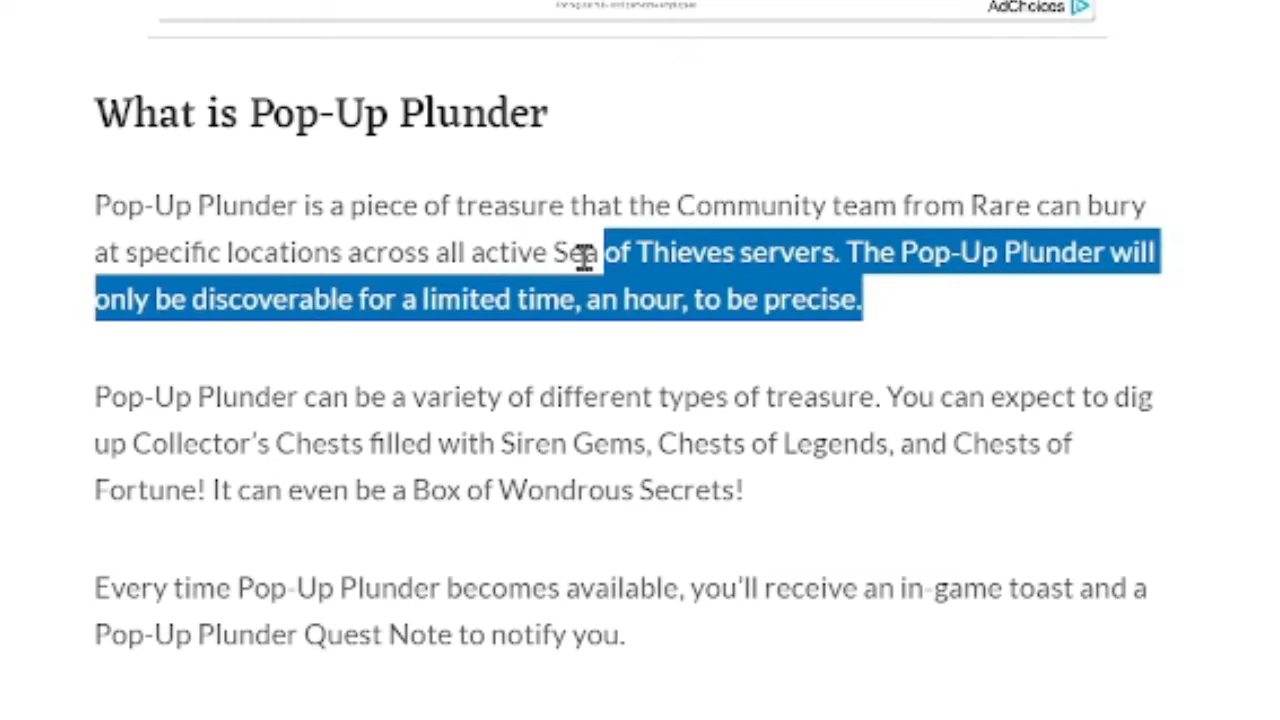 AdChoices
What is Pop-Up Plunder
Pop-Up Plunder is a piece of treasure that the Community team from Rare can bury
at specific locations across all active Sea of Thieves servers. The Pop-Up Plunder will
only be discoverable for a limited time, an hour, to be precise.
Pop-Up Plunder can be a variety of different types of treasure. You can expect to dig
up Collector’s Chests filled with Siren Gems, Chests of Legends, and Chests of
Fortune! It can even be a Box of Wondrous Secrets!
Every time Pop-Up Plunder becomes available, you’ll receive an in-game toast and a
Pop-Up Plunder Quest Note to notify you.